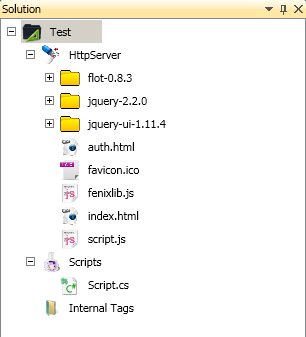 Solution
Test
HttpServer
flot-0.8.3
jquery-2.2.0
jquery-ui-1.11.4
auth.html
favicon.ico
fenixlib.js
index.html
script.js
Scripts
Script.cs
Internal Tags